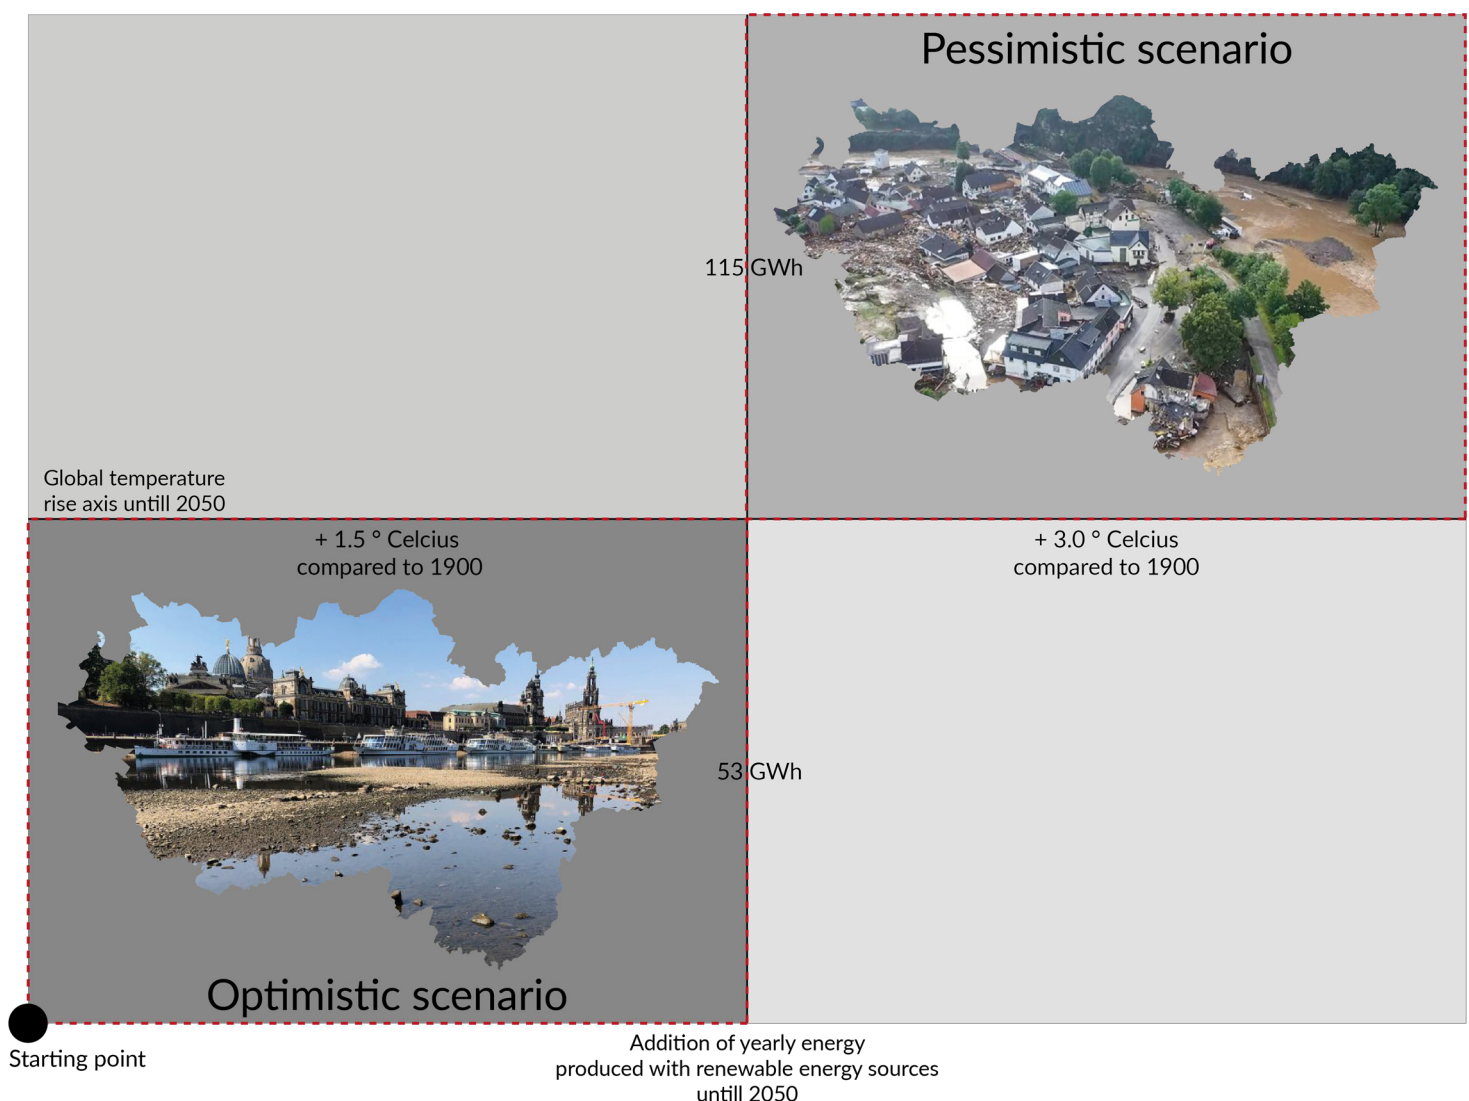 Pessimistic scenario
115 GWh
Global temperature
rise axis untill 2050
+ 1.5 ° Celcius
compared to 1900
+ 3.0 ° Celcius
compared to 1900
53 GWh
Optimistic scenario
Starting point
Addition of yearly energy
produced with renewable energy sources
untill 2050